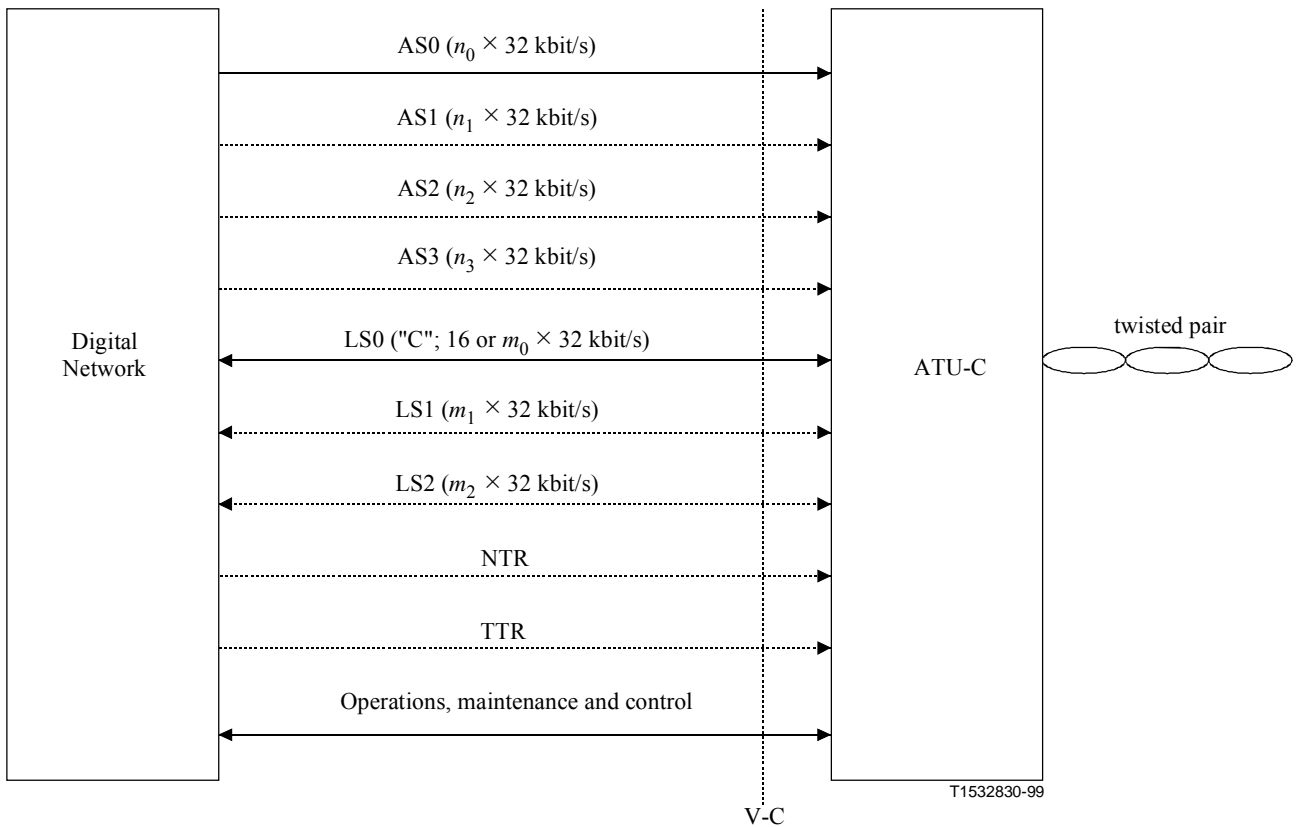 AS0 (n0 × 32 kbit/s)
AS1 (n1 × 32 kbit/s)
AS2 (n2 × 32 kbit/s)
AS3 (n3 × 32 kbit/s)
Digital
Network
LS0 ("C"; 16 or m0 × 32 kbit/s)
ATU-C
twisted pair
LS1 (m1 × 32 kbit/s)
LS2 (m2 × 32 kbit/s)
NTR
TTR
Operations, maintenance and control
T1532830-99
V-C